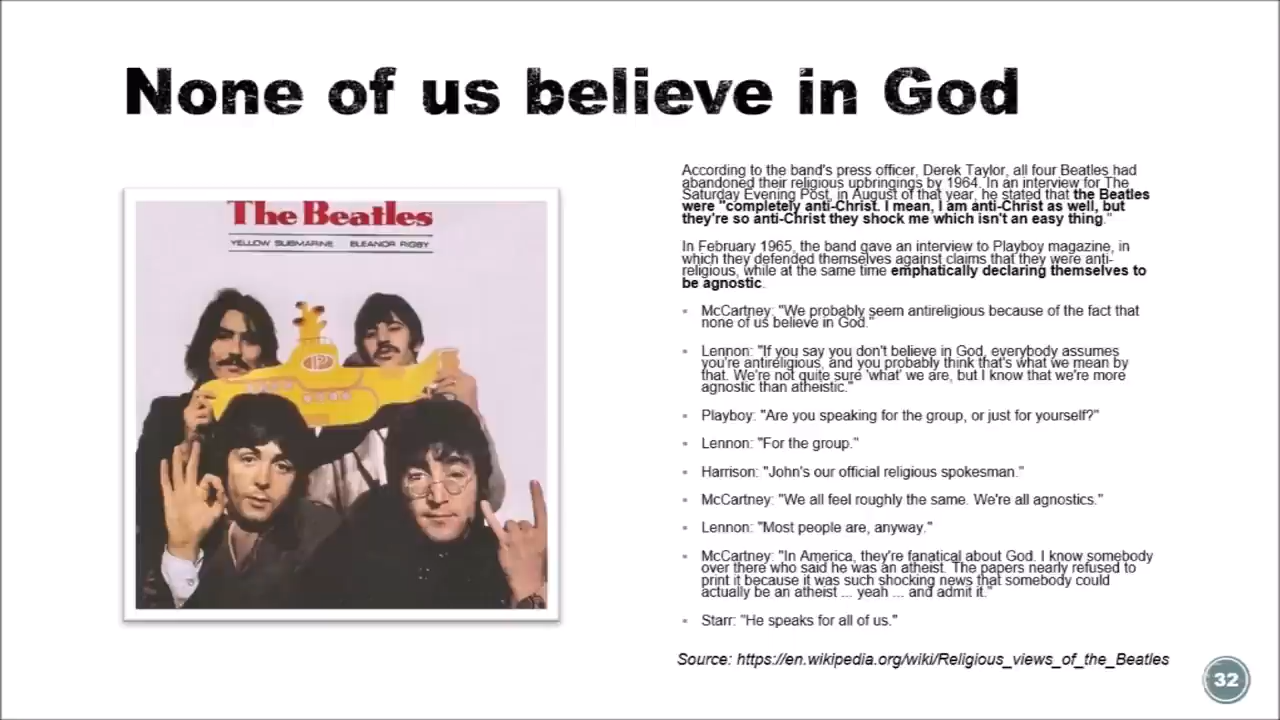 None of us believe in God
The Beatles
YELLOW SUBMARINE ELEANOR RIGBY
According to the band's press officer, Derek Taylor, all four Beatles had
abandoned their religious upbringings by 1964. In an interview for The
Saturday Evening Post, in August of that year, he stated that the Beatles
were "completely anti-Christ. I mean, I am anti-Christ as well, but
they're so anti-Christ they shock me which isn't an easy thing."
In February 1965, the band gave an interview to Playboy magazine, in
which they defended themselves against claims that they were anti-
religious, while at the same time emphatically declaring themselves to
be agnostic.
McCartney: "We probably seem antireligious because of the fact that
none of us believe in God."
Lennon: "If you say you don't believe in God, everybody assumes
you're antireligious, and you probably think that's what we mean by
that. We're not quite sure 'what' we are, but I know that we're more
agnostic than atheistic."
Playboy: "Are you speaking for the group, or just for yourself?"
Lennon: "For the group."
Harrison: "John's our official religious spokesman."
McCartney: "We all feel roughly the same. We're all agnostics."
Lennon: "Most people are, anyway."
McCartney: "In America, they're fanatical about God. I know somebody
over there who said he was an atheist. The papers nearly refused to
print it because it was such shocking news that somebody could
actually be an atheist ... yeah ... and admit it."
Starr: "He speaks for all of us."
Source: https://en.wikipedia.org/wiki/Religious_views_of_the_Beatles
32